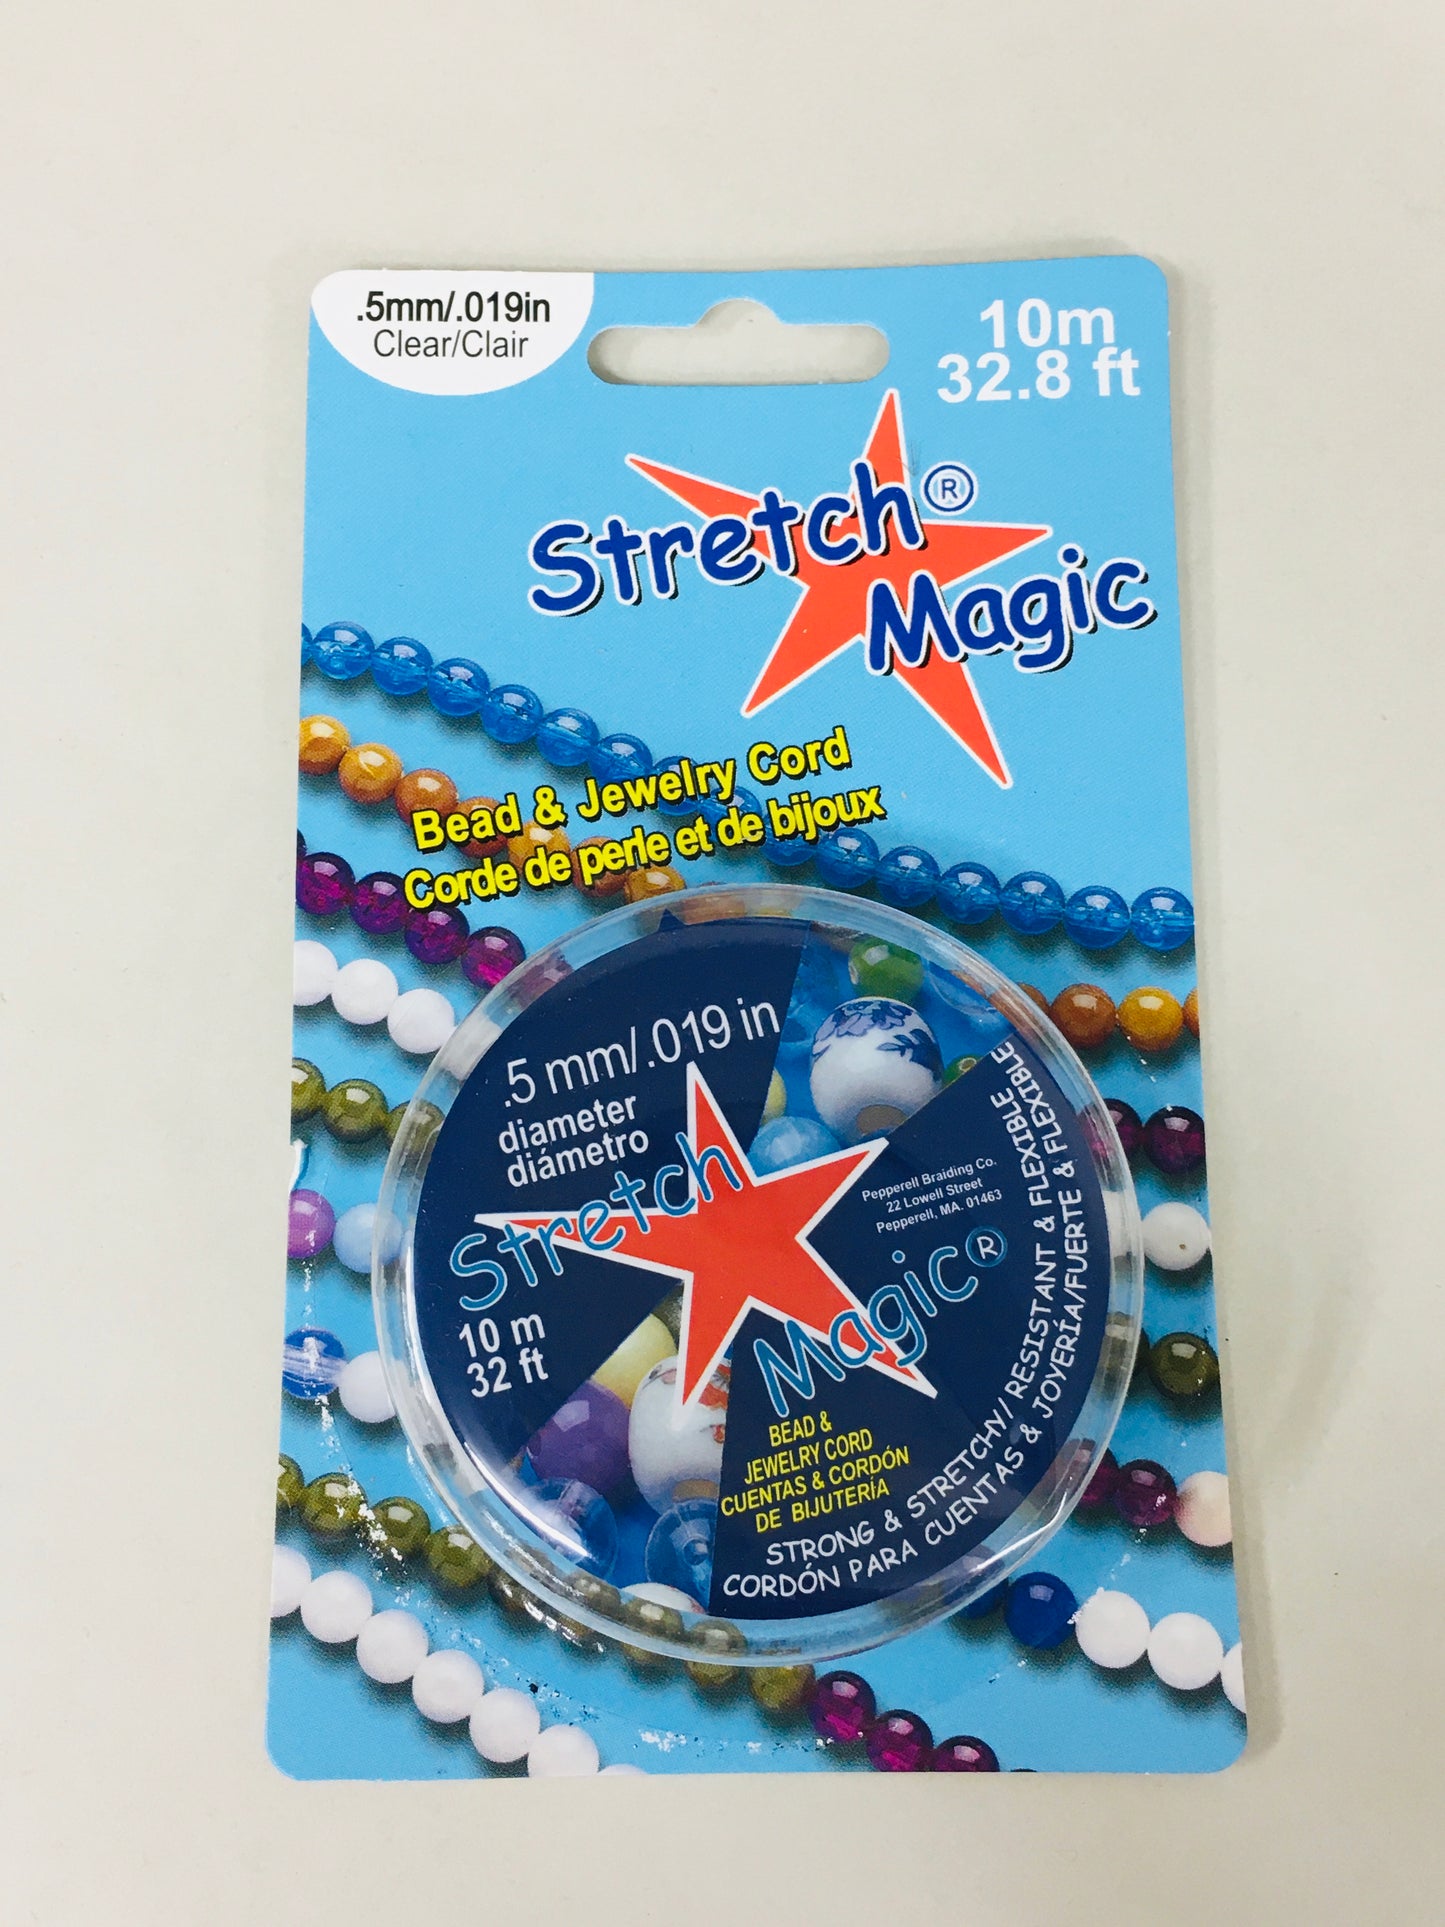 .5mm/.019in
Clear/Clair
10m
32.8 ft
Stretch®
Magic
Bead & Jewelry Cord
Corde de perle et de bijoux
.5 mm/.019 in
diameter
diámetro
Stretch
Magic®
10 m
32 ft
Pepperell Braiding Co.
22 Lowell Street
Pepperell, MA. 01463
BEAD &
JEWELRY CORD
CUENTAS & CORDÓN
DE BIJUTERÍA
STRONG & STRETCHY/ RESISTANT & FLEXIBLE
CORDÓN PARA CUENTAS & JOYERÍA/FUERTE & FLEXIBLE